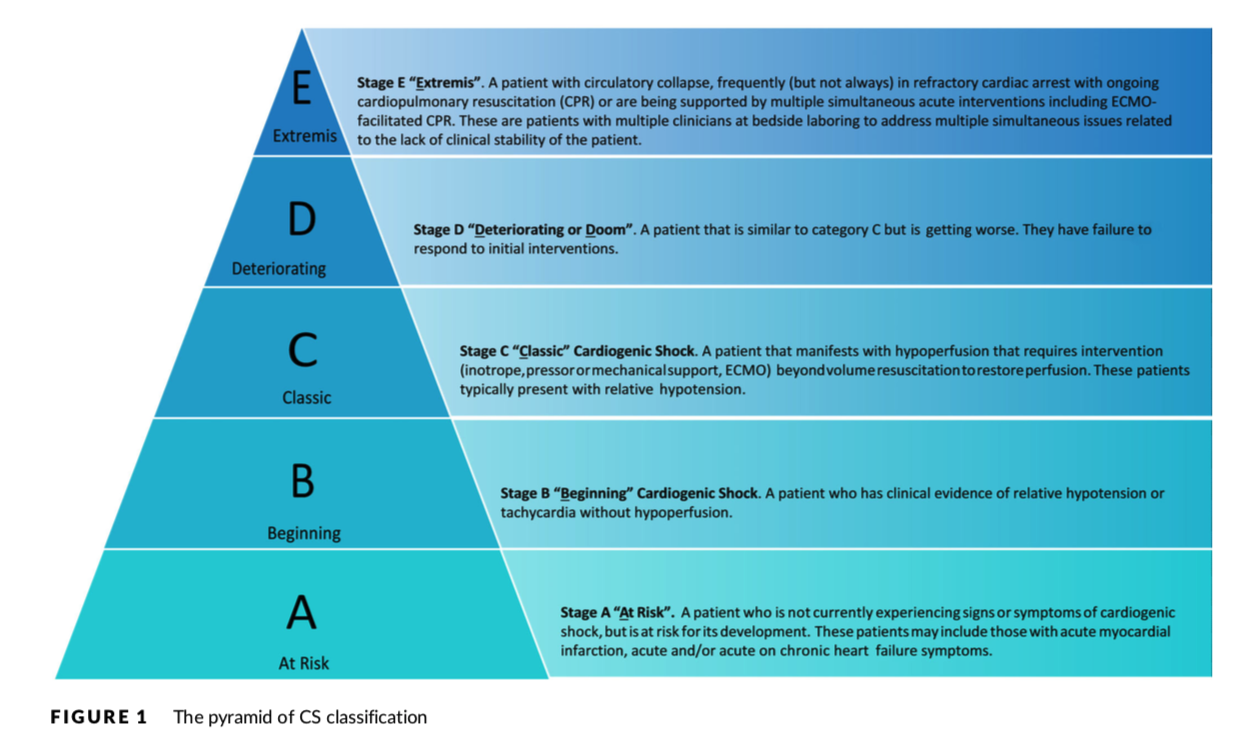 E
Extremis
Stage E “Extremis”. A patient with circulatory collapse, frequently (but not always) in refractory cardiac arrest with ongoing
cardiopulmonary resuscitation (CPR) or are being supported by multiple simultaneous acute interventions including ECMO-
facilitated CPR. These are patients with multiple clinicians at bedside laboring to address multiple simultaneous issues related
to the lack of clinical stability of the patient.
D
Deteriorating
Stage D “Deteriorating or Doom”. A patient that is similar to category C but is getting worse. They have failure to
respond to initial interventions.
C
Classic
Stage C “Classic” Cardiogenic Shock. A patient that manifests with hypoperfusion that requires intervention
(inotrope, pressor or mechanical support, ECMO) beyond volume resuscitation to restore perfusion. These patients
typically present with relative hypotension.
B
Beginning
Stage B “Beginning” Cardiogenic Shock. A patient who has clinical evidence of relative hypotension or
tachycardia without hypoperfusion.
A
At Risk
Stage A “At Risk”. A patient who is not currently experiencing signs or symptoms of cardiogenic
shock, but is at risk for its development. These patients may include those with acute myocardial
infarction, acute and/or acute on chronic heart failure symptoms.
FIGURE 1 The pyramid of CS classification